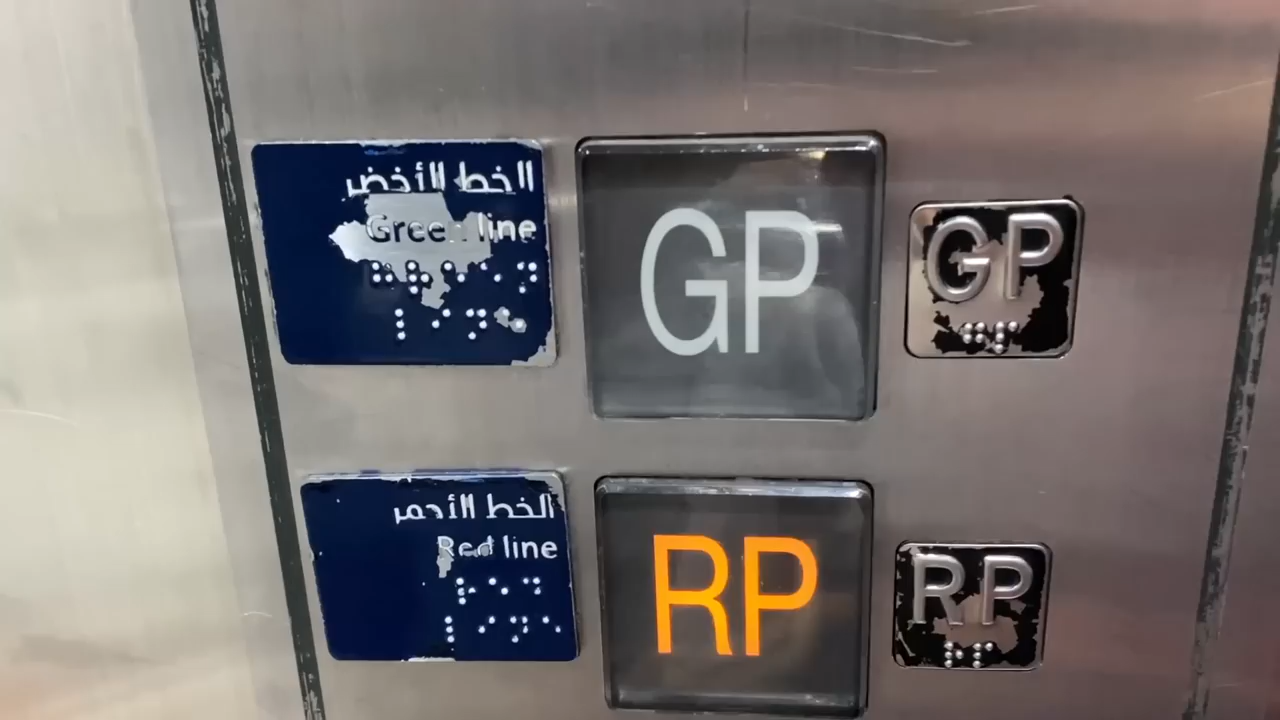 الخط الأخضر
Green line
GP
GP
الخط الأحمر
Red line
RP
RP